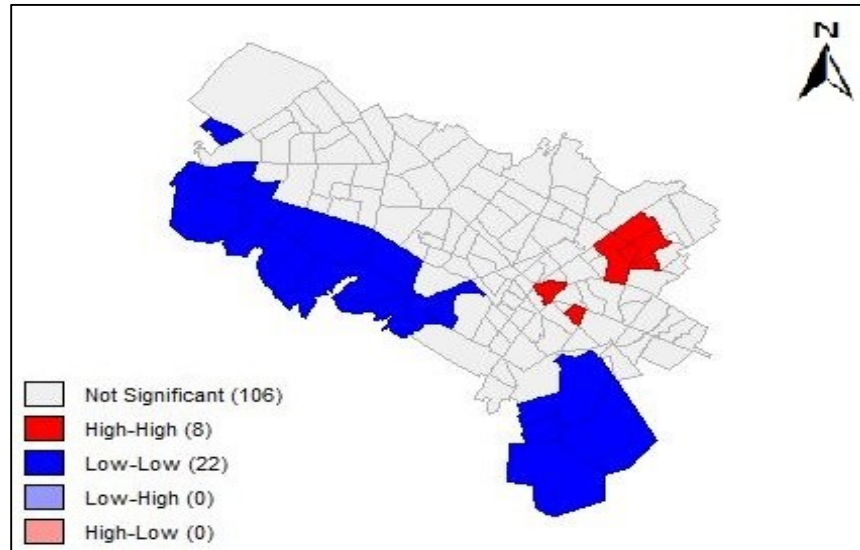 N
Not Significant (106)
High-High (8)
Low-Low (22)
Low-High (0)
High-Low (0)